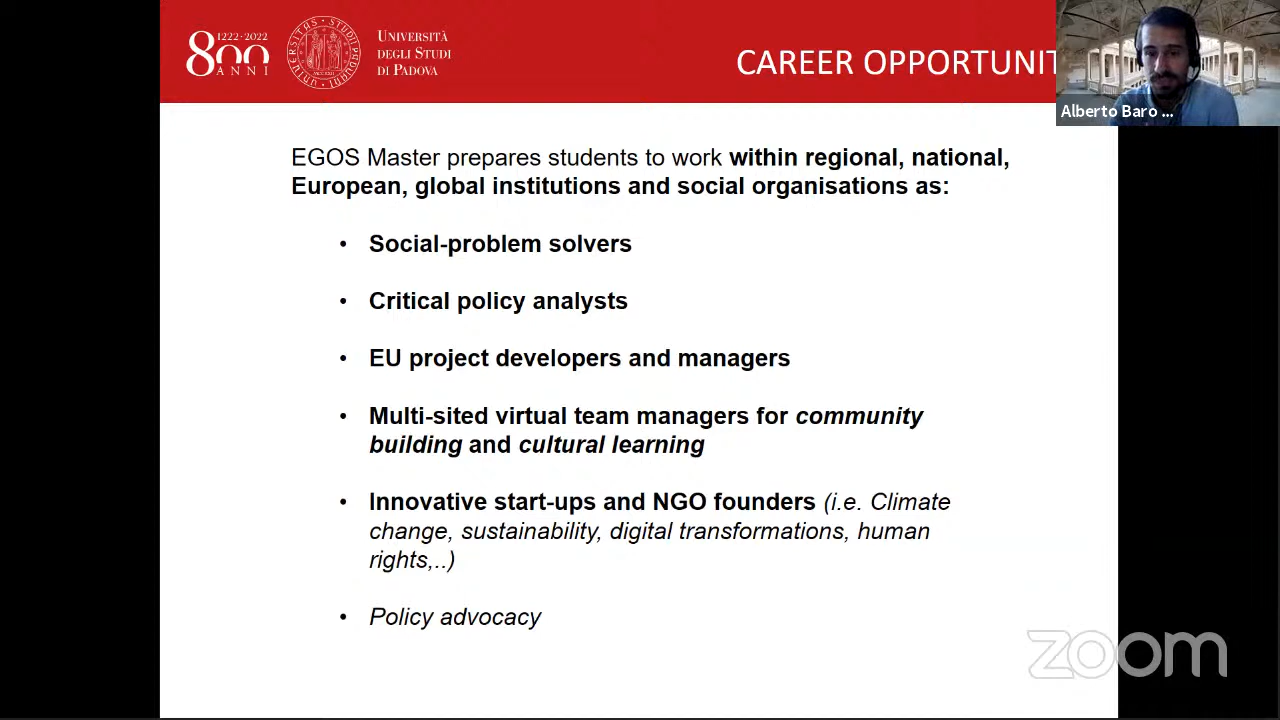 1222·2022
800
ANNI
UNIVERSITÀ
DEGLI STUDI
DI PADOVA
CAREER OPPORTUNIT
Alberto Baro ...
EGOS Master prepares students to work within regional, national,
European, global institutions and social organisations as:
• Social-problem solvers
• Critical policy analysts
• EU project developers and managers
• Multi-sited virtual team managers for community
building and cultural learning
• Innovative start-ups and NGO founders (i.e. Climate
change, sustainability, digital transformations, human
rights,..)
• Policy advocacy
zoom